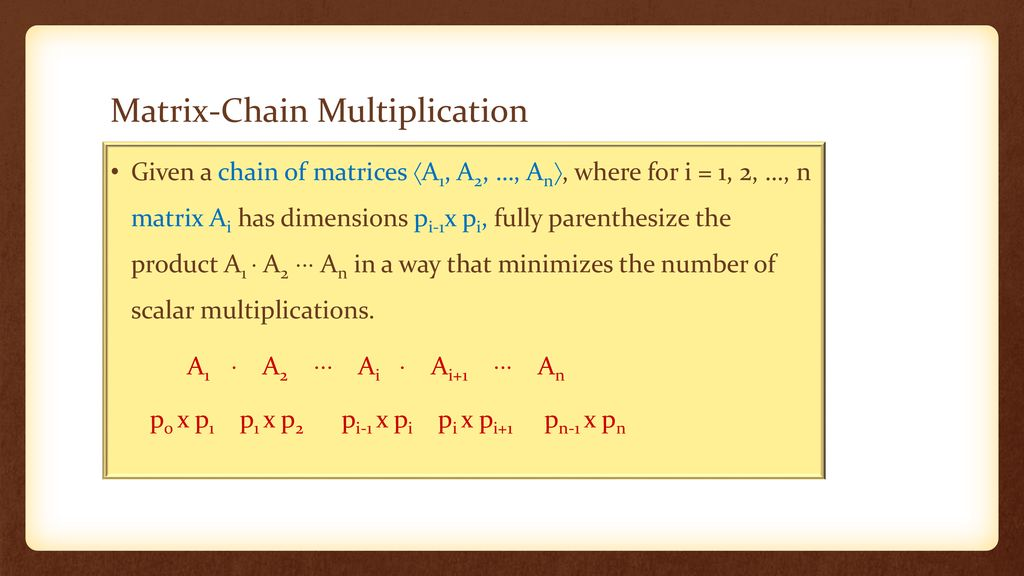 Matrix-Chain Multiplication
• Given a chain of matrices 〈A₁, A₂, …, Aₙ〉, where for i = 1, 2, …, n
matrix Aᵢ has dimensions pᵢ₋₁x pᵢ, fully parenthesize the
product A₁ · A₂ ··· Aₙ in a way that minimizes the number of
scalar multiplications.
A₁ · A₂ ··· Aᵢ · Aᵢ₊₁ ··· Aₙ
p₀ x p₁ p₁ x p₂ pᵢ₋₁ x pᵢ pᵢ x pᵢ₊₁ pₙ₋₁ x pₙ